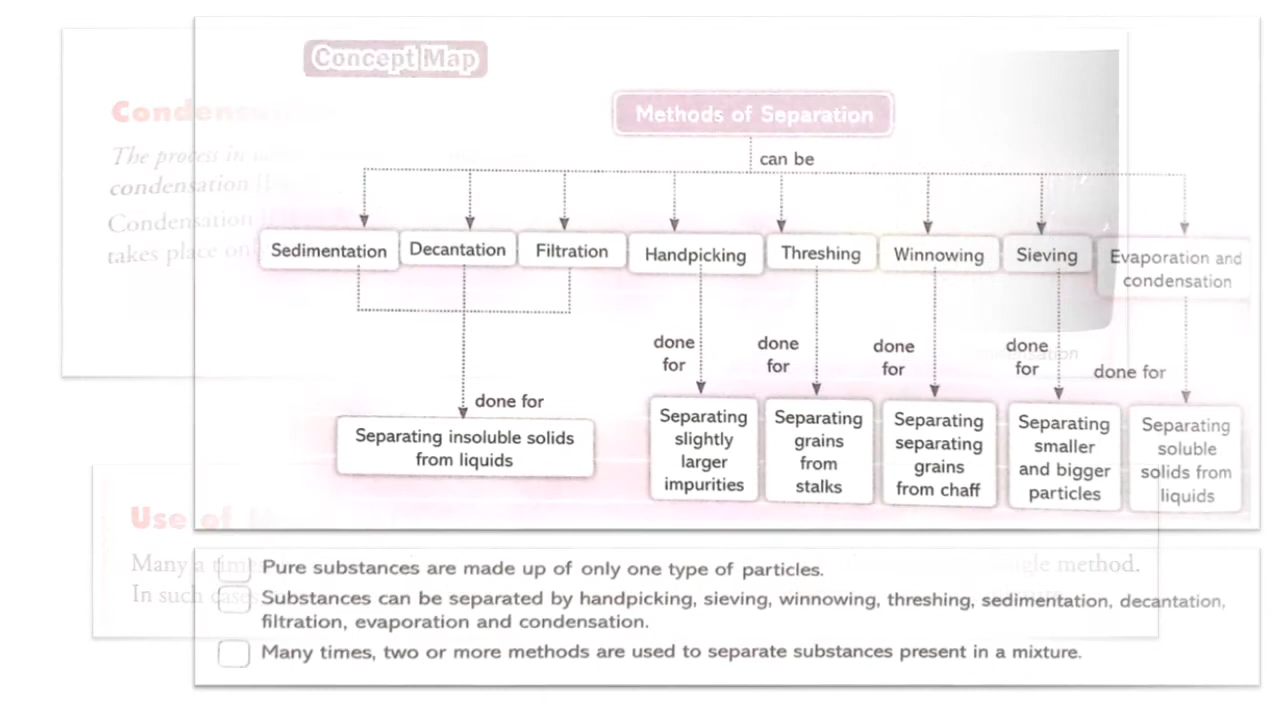 Concept Map
Methods of Separation
can be
Condens
The process in
condensation
Condensation
takes place on
Sedimentation
Decantation
Filtration
Handpicking
Threshing
Winnowing
Sieving
Evaporation and
condensation
done
for
done
for
done
for
done
for
done for
done for
Separating insoluble solids
from liquids
Separating
slightly
larger
impurities
Separating
grains
from
stalks
Separating
separating
grains
from chaff
Separating
smaller
and bigger
particles
Separating
soluble
solids from
liquids
Use of
Many a times
single method.
In such cases
Pure substances are made up of only one type of particles.
Substances can be separated by handpicking, sieving, winnowing, threshing, sedimentation, decantation,
filtration, evaporation and condensation.
Many times, two or more methods are used to separate substances present in a mixture.